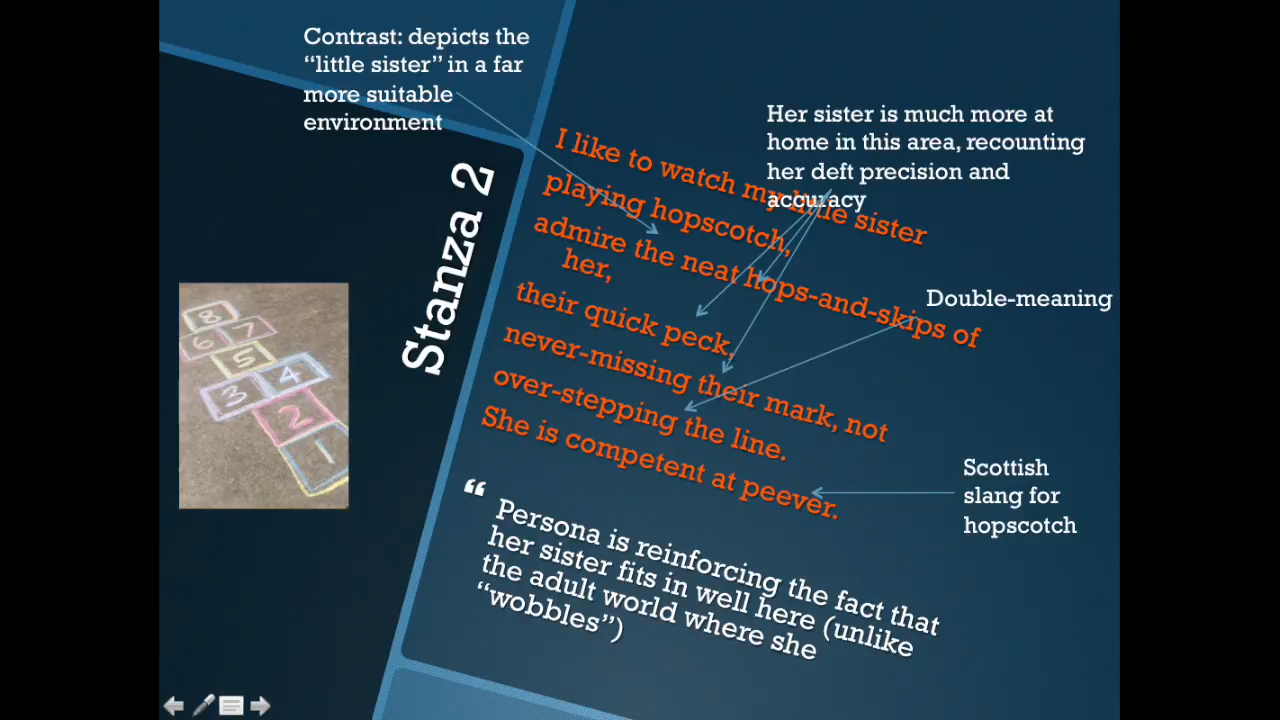 Contrast: depicts the
“little sister” in a far
more suitable
environment
Her sister is much more at
home in this area, recounting
her deft precision and
accuracy
Stanza 2
I like to watch my little sister
playing hopscotch,
admire the neat hops-and-skips of
her,
their quick peck,
never-missing their mark, not
over-stepping the line.
She is competent at peever.
Double-meaning
Scottish
slang for
hopscotch
“ Persona is reinforcing the fact that
her sister fits in well here (unlike
the adult world where she
“wobbles”)
8
7
6
5
4
3
2
1